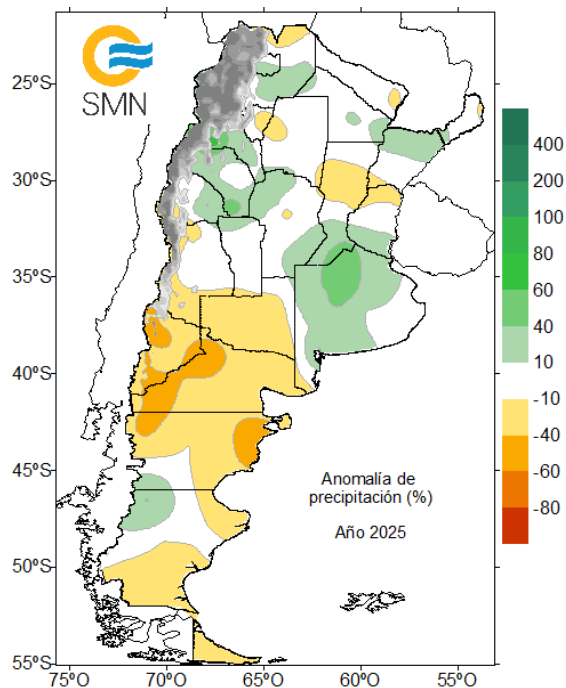 SMN
25ºS
30ºS
35ºS
40ºS
45ºS
50ºS
55ºS
75ºO
70ºO
65ºO
60ºO
55ºO
Anomalía de
precipitación (%)
Año 2025
400
200
100
80
60
40
10
-10
-40
-60
-80